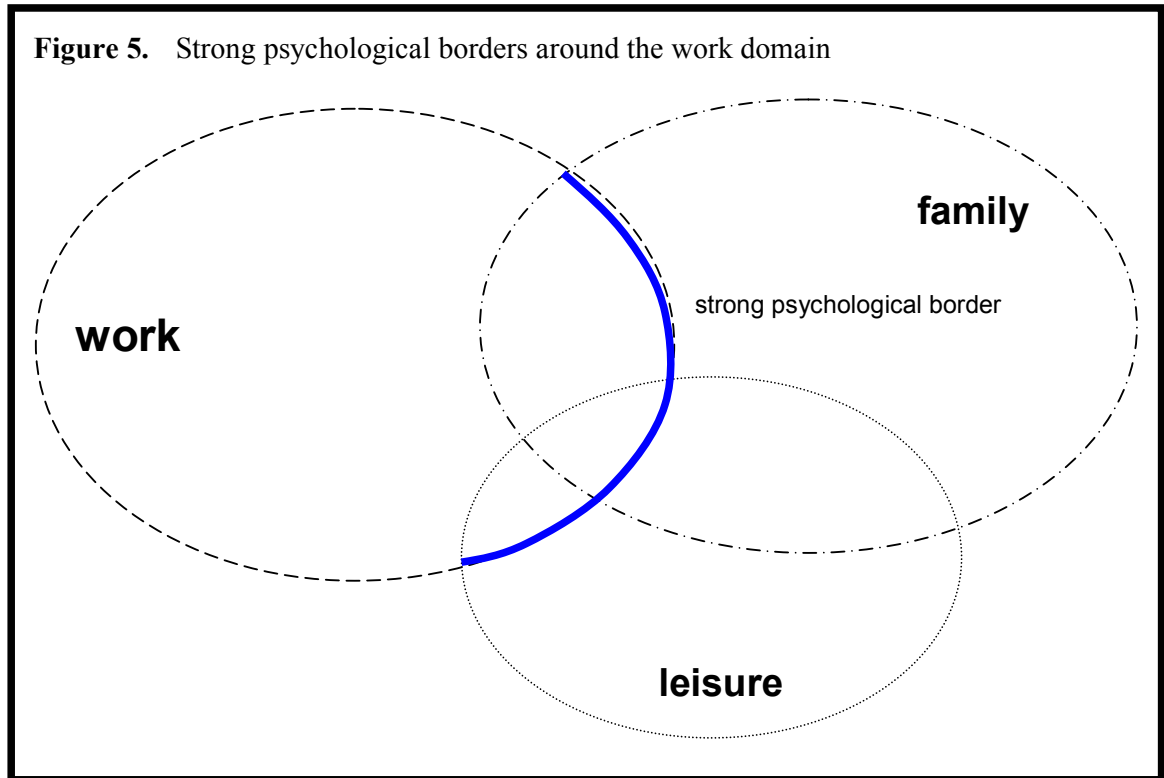 Figure 5. Strong psychological borders around the work domain
family
strong psychological border
work
leisure